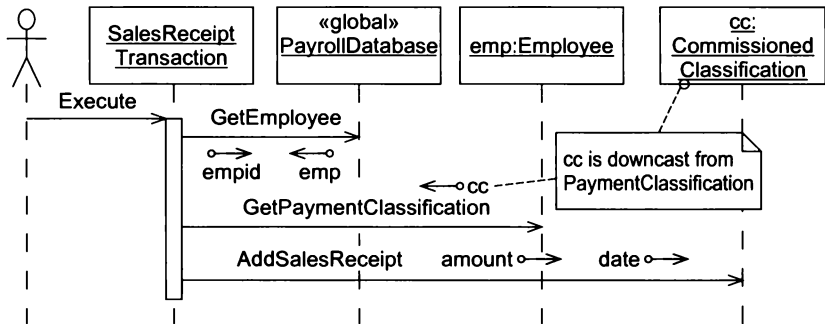 SalesReceipt
Transaction
«global»
PayrollDatabase
emp:Employee
cc:
Commissioned
Classification
Execute
GetEmployee
empid
emp
cc is downcast from
PaymentClassification
cc
GetPaymentClassification
AddSalesReceipt
amount
date